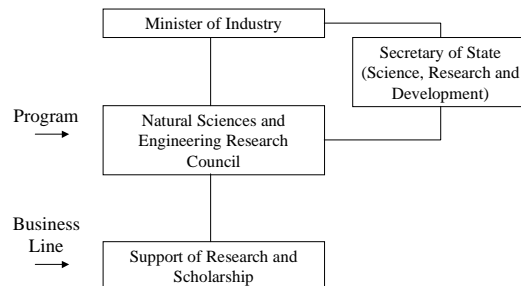 Minister of Industry
Secretary of State
(Science, Research and
Development)
Program
Natural Sciences and
Engineering Research
Council
Business
Line
Support of Research and
Scholarship